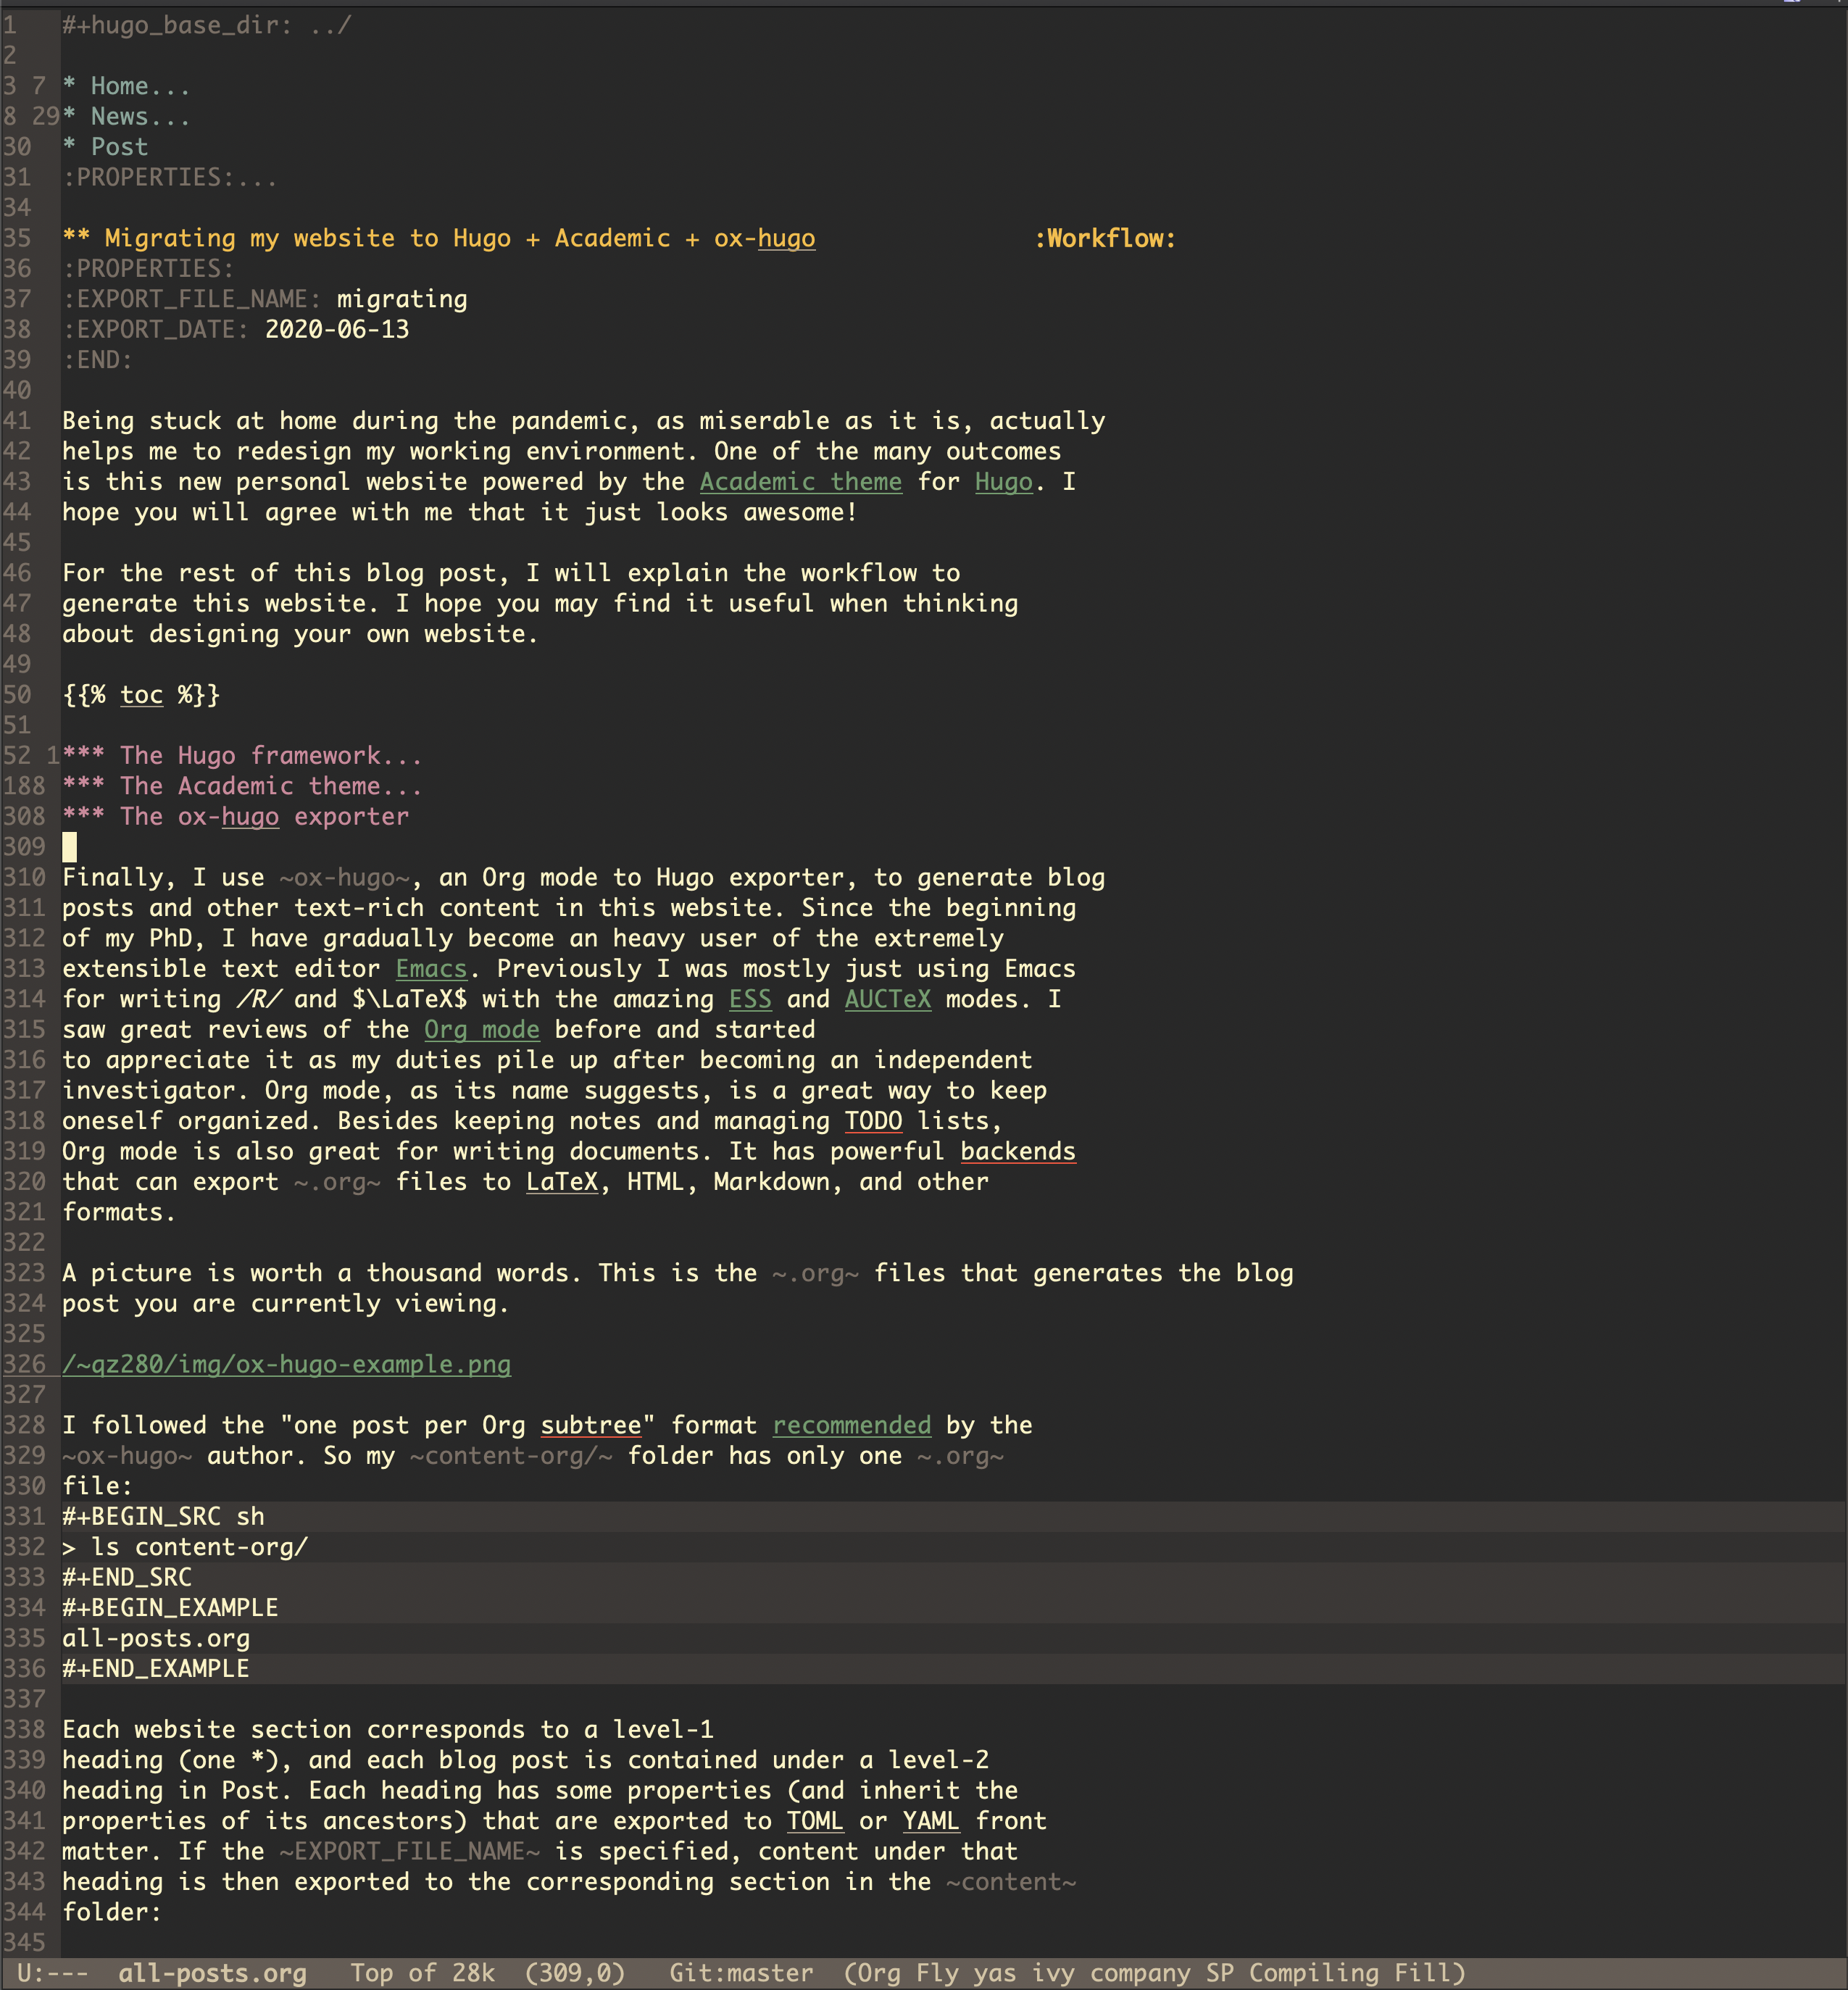 1 #+hugo_base_dir: ../
2
3 7 * Home...
8 29 * News...
30 * Post
31 :PROPERTIES:...
34
35 ** Migrating my website to Hugo + Academic + ox-hugo :Workflow:
36 :PROPERTIES:
37 :EXPORT_FILE_NAME: migrating
38 :EXPORT_DATE: 2020-06-13
39 :END:
40
41 Being stuck at home during the pandemic, as miserable as it is, actually
42 helps me to redesign my working environment. One of the many outcomes
43 is this new personal website powered by the Academic theme for Hugo. I
44 hope you will agree with me that it just looks awesome!
45
46 For the rest of this blog post, I will explain the workflow to
47 generate this website. I hope you may find it useful when thinking
48 about designing your own website.
49
50 {{% toc %}}
51
52 1 *** The Hugo framework...
188 *** The Academic theme...
308 *** The ox-hugo exporter
309
310 Finally, I use ~ox-hugo~, an Org mode to Hugo exporter, to generate blog
311 posts and other text-rich content in this website. Since the beginning
312 of my PhD, I have gradually become an heavy user of the extremely
313 extensible text editor Emacs. Previously I was mostly just using Emacs
314 for writing /R/ and $\LaTeX$ with the amazing ESS and AUCTeX modes. I
315 saw great reviews of the Org mode before and started
316 to appreciate it as my duties pile up after becoming an independent
317 investigator. Org mode, as its name suggests, is a great way to keep
318 oneself organized. Besides keeping notes and managing TODO lists,
319 Org mode is also great for writing documents. It has powerful backends
320 that can export ~.org~ files to LaTeX, HTML, Markdown, and other
321 formats.
322
323 A picture is worth a thousand words. This is the ~.org~ files that generates the blog
324 post you are currently viewing.
325
326 /~qz280/img/ox-hugo-example.png
327
328 I followed the "one post per Org subtree" format recommended by the
329 ~ox-hugo~ author. So my ~content-org/~ folder has only one ~.org~
330 file:
331 #+BEGIN_SRC sh
332 > ls content-org/
333 #+END_SRC
334 #+BEGIN_EXAMPLE
335 all-posts.org
336 #+END_EXAMPLE
337
338 Each website section corresponds to a level-1
339 heading (one *), and each blog post is contained under a level-2
340 heading in Post. Each heading has some properties (and inherit the
341 properties of its ancestors) that are exported to TOML or YAML front
342 matter. If the ~EXPORT_FILE_NAME~ is specified, content under that
343 heading is then exported to the corresponding section in the ~content~
344 folder:
345
U:--- all-posts.org Top of 28k (309,0) Git:master (Org Fly yas ivy company SP Compiling Fill)